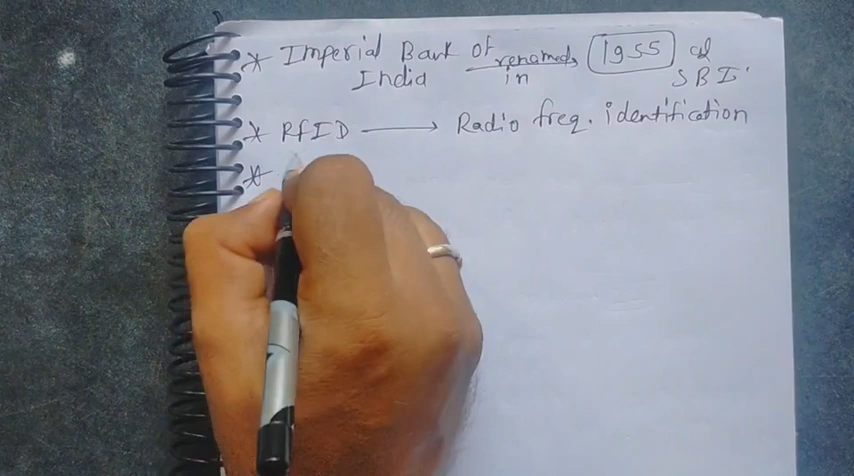 * Imperial Bank Of renamed 1955 as
India in SBI.
* RfID → Radio freq. identification
*